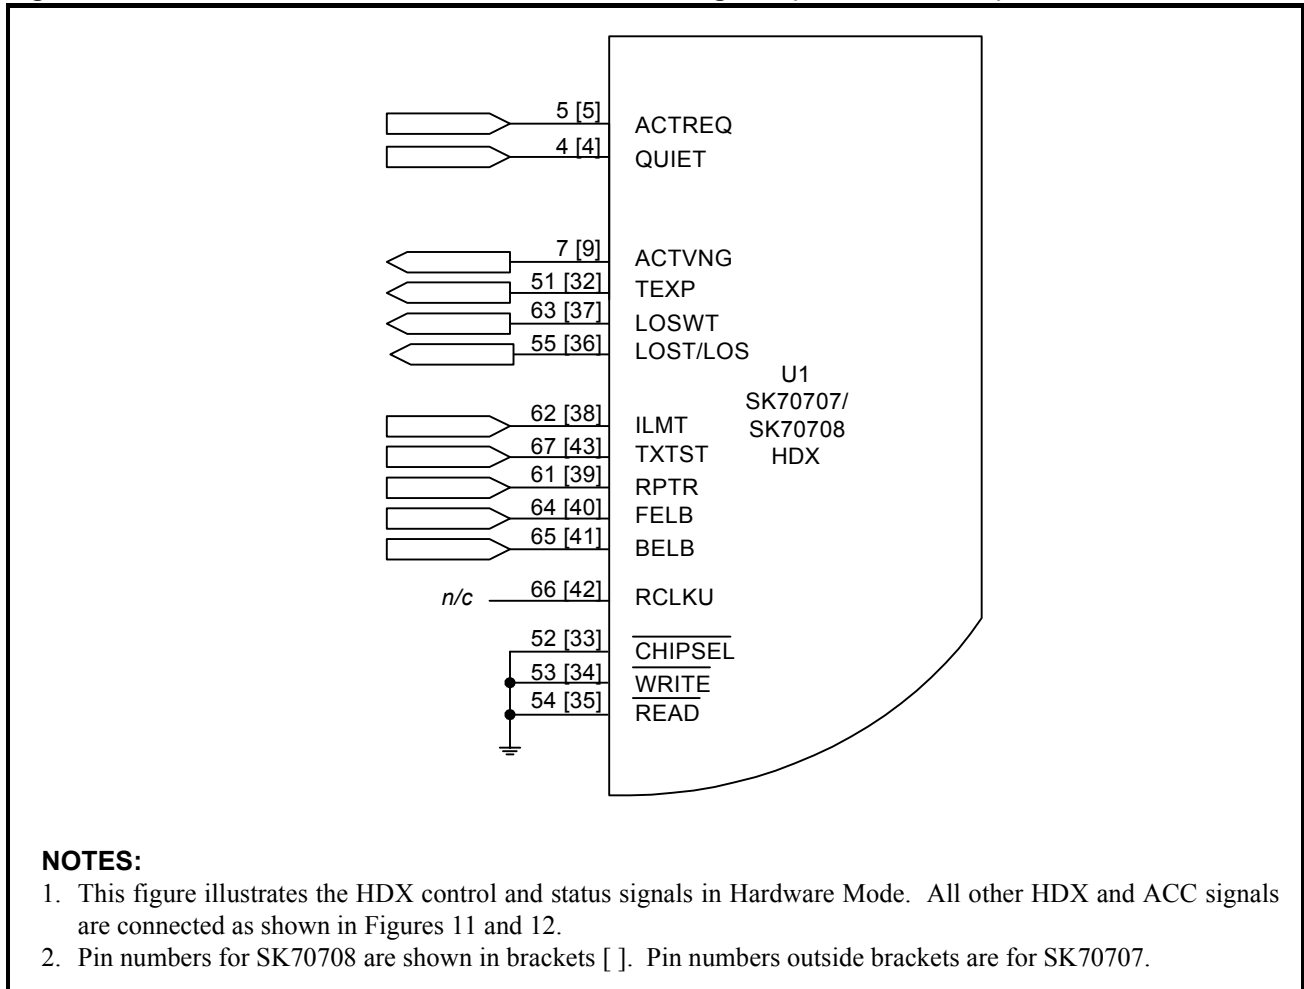 5 [5] ACTREQ
4 [4] QUIET
7 [9] ACTVNG
51 [32] TEXP
63 [37] LOSWT
55 [36] LOST/LOS
U1
SK70707/
SK70708
HDX
62 [38] ILMT
67 [43] TXTST
61 [39] RPTR
64 [40] FELB
65 [41] BELB
n/c 66 [42] RCLKU
52 [33] CHIPSEL
53 [34] WRITE
54 [35] READ
NOTES:
1. This figure illustrates the HDX control and status signals in Hardware Mode. All other HDX and ACC signals
are connected as shown in Figures 11 and 12.
2. Pin numbers for SK70708 are shown in brackets [ ]. Pin numbers outside brackets are for SK70707.